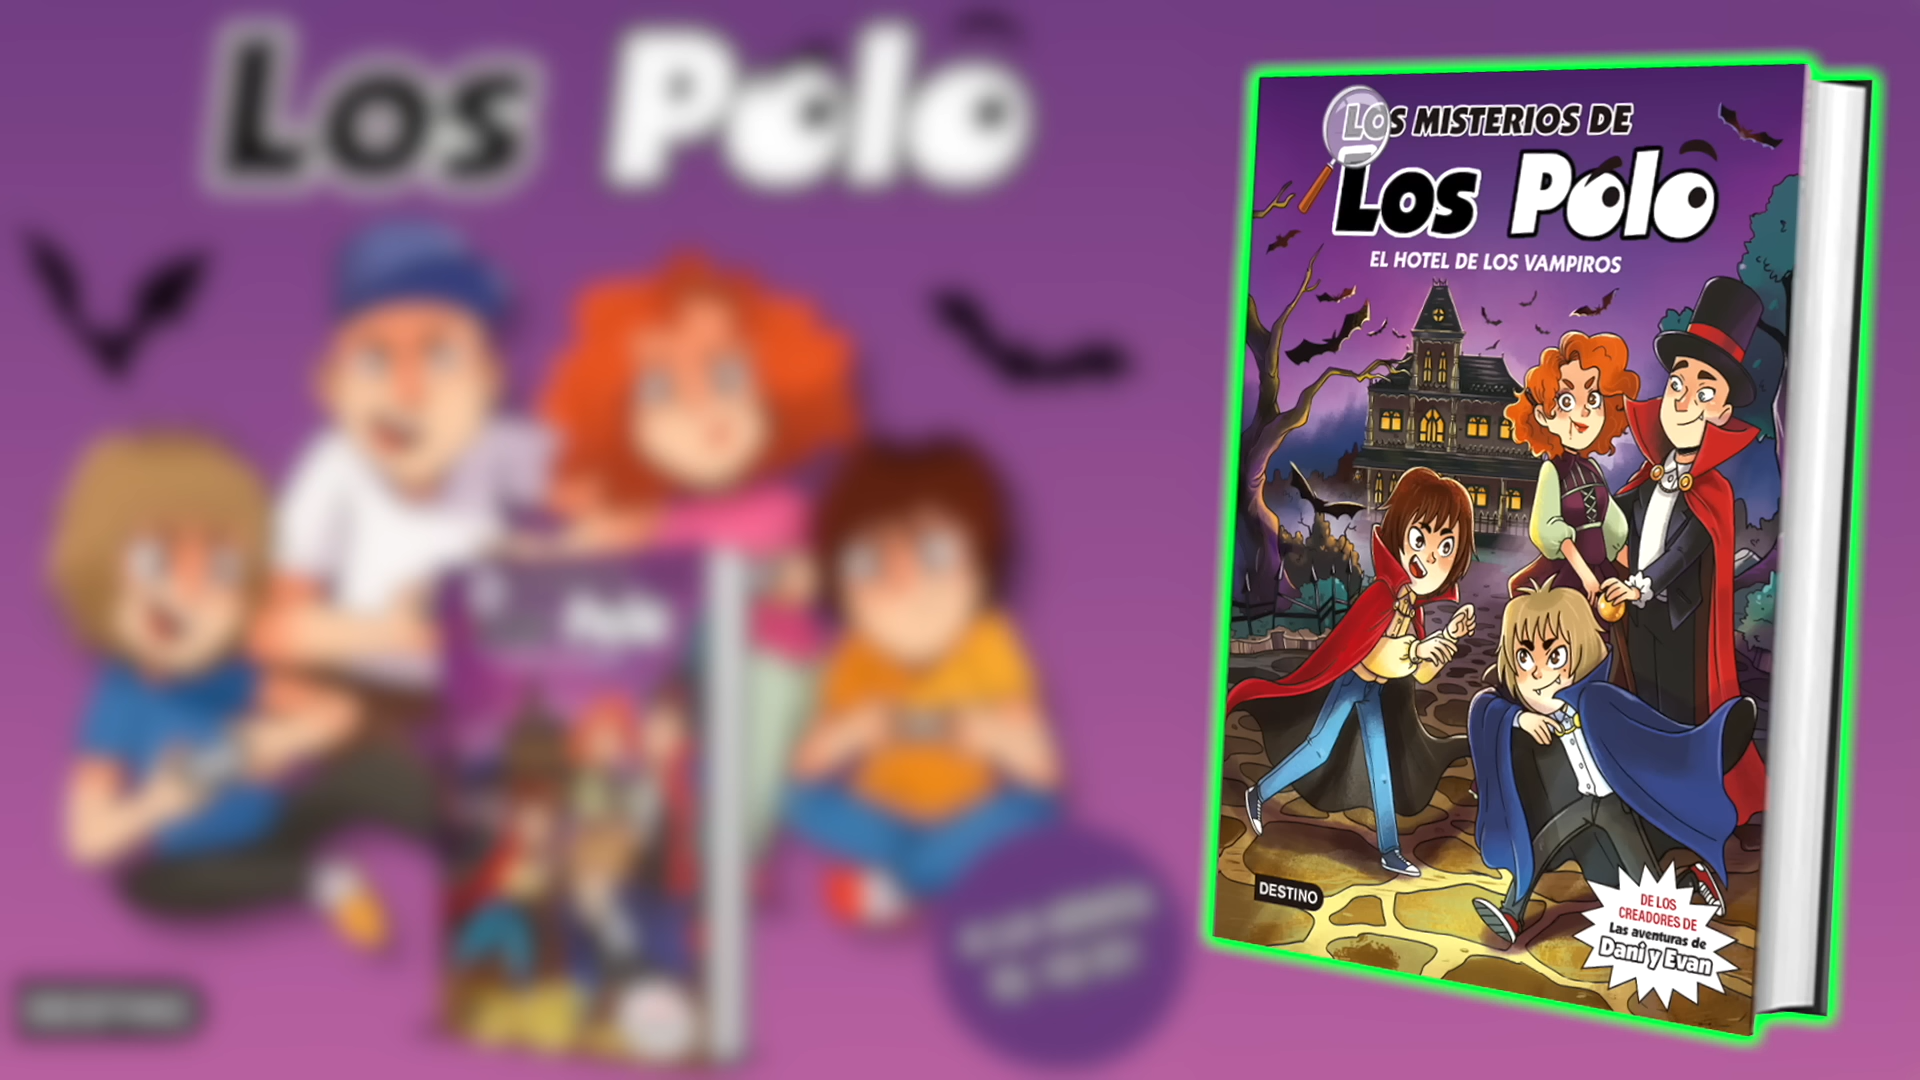 Los Polo
LOS MISTERIOS DE
Los Polo
EL HOTEL DE LOS VAMPIROS
DESTINO
DE LOS
CREADORES DE
Las aventuras de
Dani y Evan